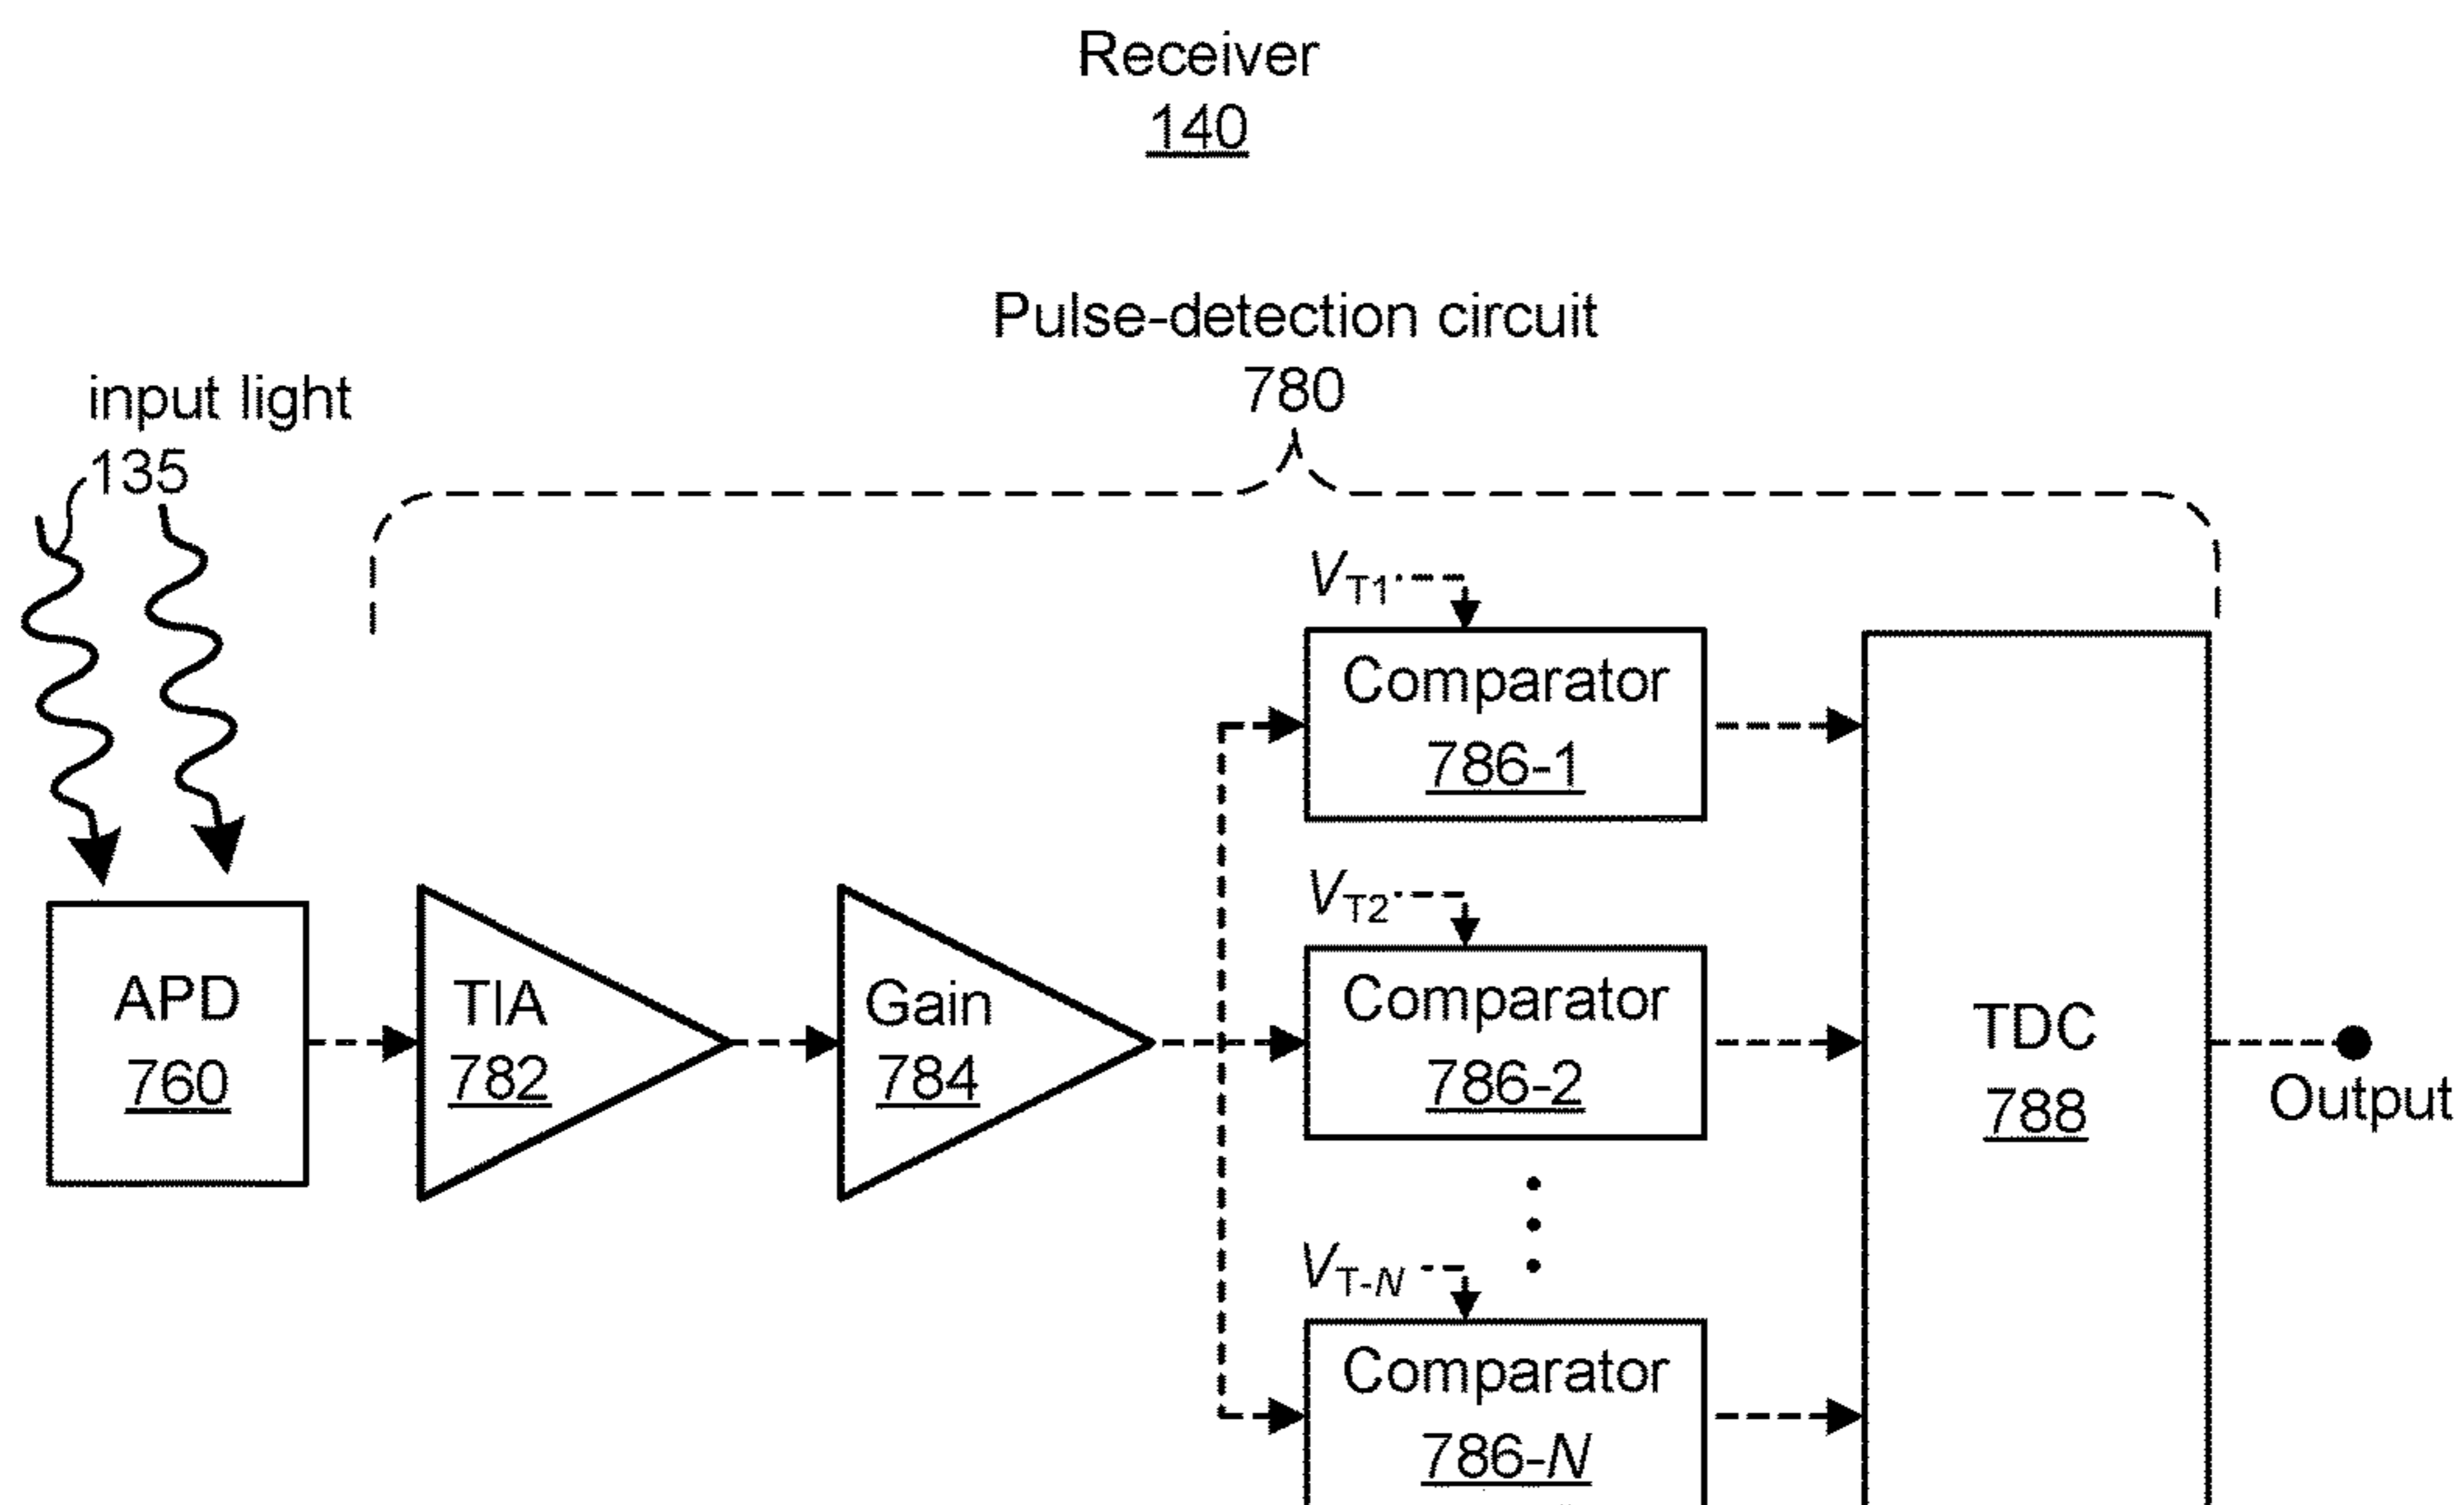 Receiver
140
Pulse-detection circuit
780
input light
135
VT1
Comparator
786-1
VT2
Comparator
786-2
APD
760
TIA
782
Gain
784
TDC
788
Output
VT-N
Comparator
786-N